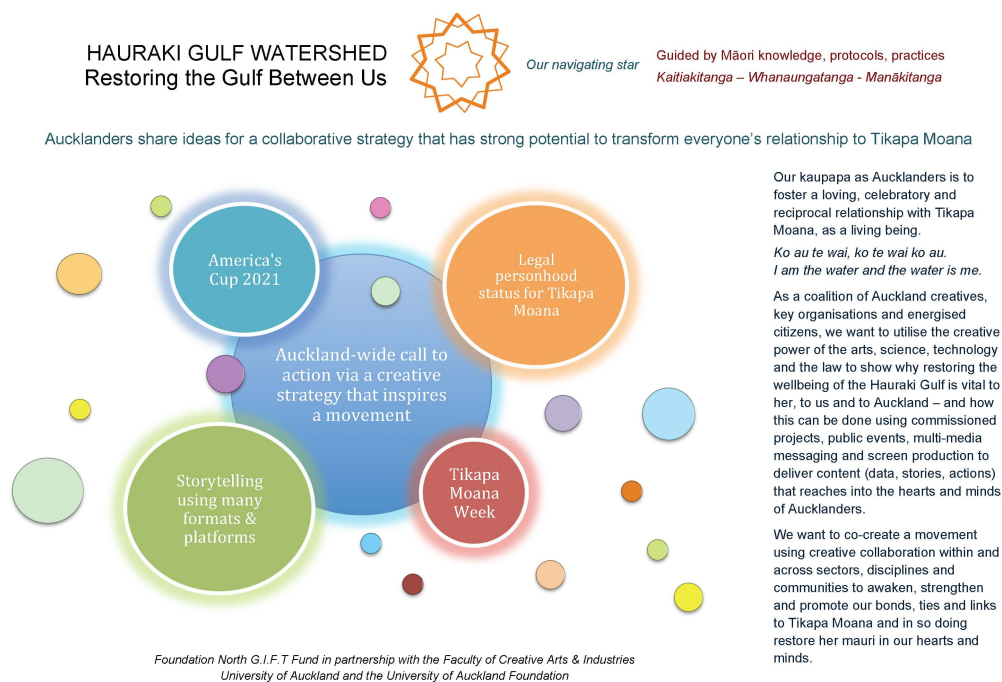 HAURAKI GULF WATERSHED
Restoring the Gulf Between Us
Our navigating star
Guided by Māori knowledge, protocols, practices
Kaitiakitanga – Whanaungatanga - Manākitanga
Aucklanders share ideas for a collaborative strategy that has strong potential to transform everyone's relationship to Tikapa Moana
America's
Cup 2021
Legal
personhood
status for Tikapa
Moana
Auckland-wide call to
action via a creative
strategy that inspires
a movement
Storytelling
using many
formats &
platforms
Tikapa
Moana
Week
Our kaupapa as Aucklanders is to
foster a loving, celebratory and
reciprocal relationship with Tikapa
Moana, as a living being.
Ko au te wai, ko te wai ko au.
I am the water and the water is me.
As a coalition of Auckland creatives,
key organisations and energised
citizens, we want to utilise the creative
power of the arts, science, technology
and the law to show why restoring the
wellbeing of the Hauraki Gulf is vital to
her, to us and to Auckland – and how
this can be done using commissioned
projects, public events, multi-media
messaging and screen production to
deliver content (data, stories, actions)
that reaches into the hearts and minds
of Aucklanders.
We want to co-create a movement
using creative collaboration within and
across sectors, disciplines and
communities to awaken, strengthen
and promote our bonds, ties and links
to Tikapa Moana and in so doing
restore her mauri in our hearts and
minds.
Foundation North G.I.F.T Fund in partnership with the Faculty of Creative Arts & Industries
University of Auckland and the University of Auckland Foundation